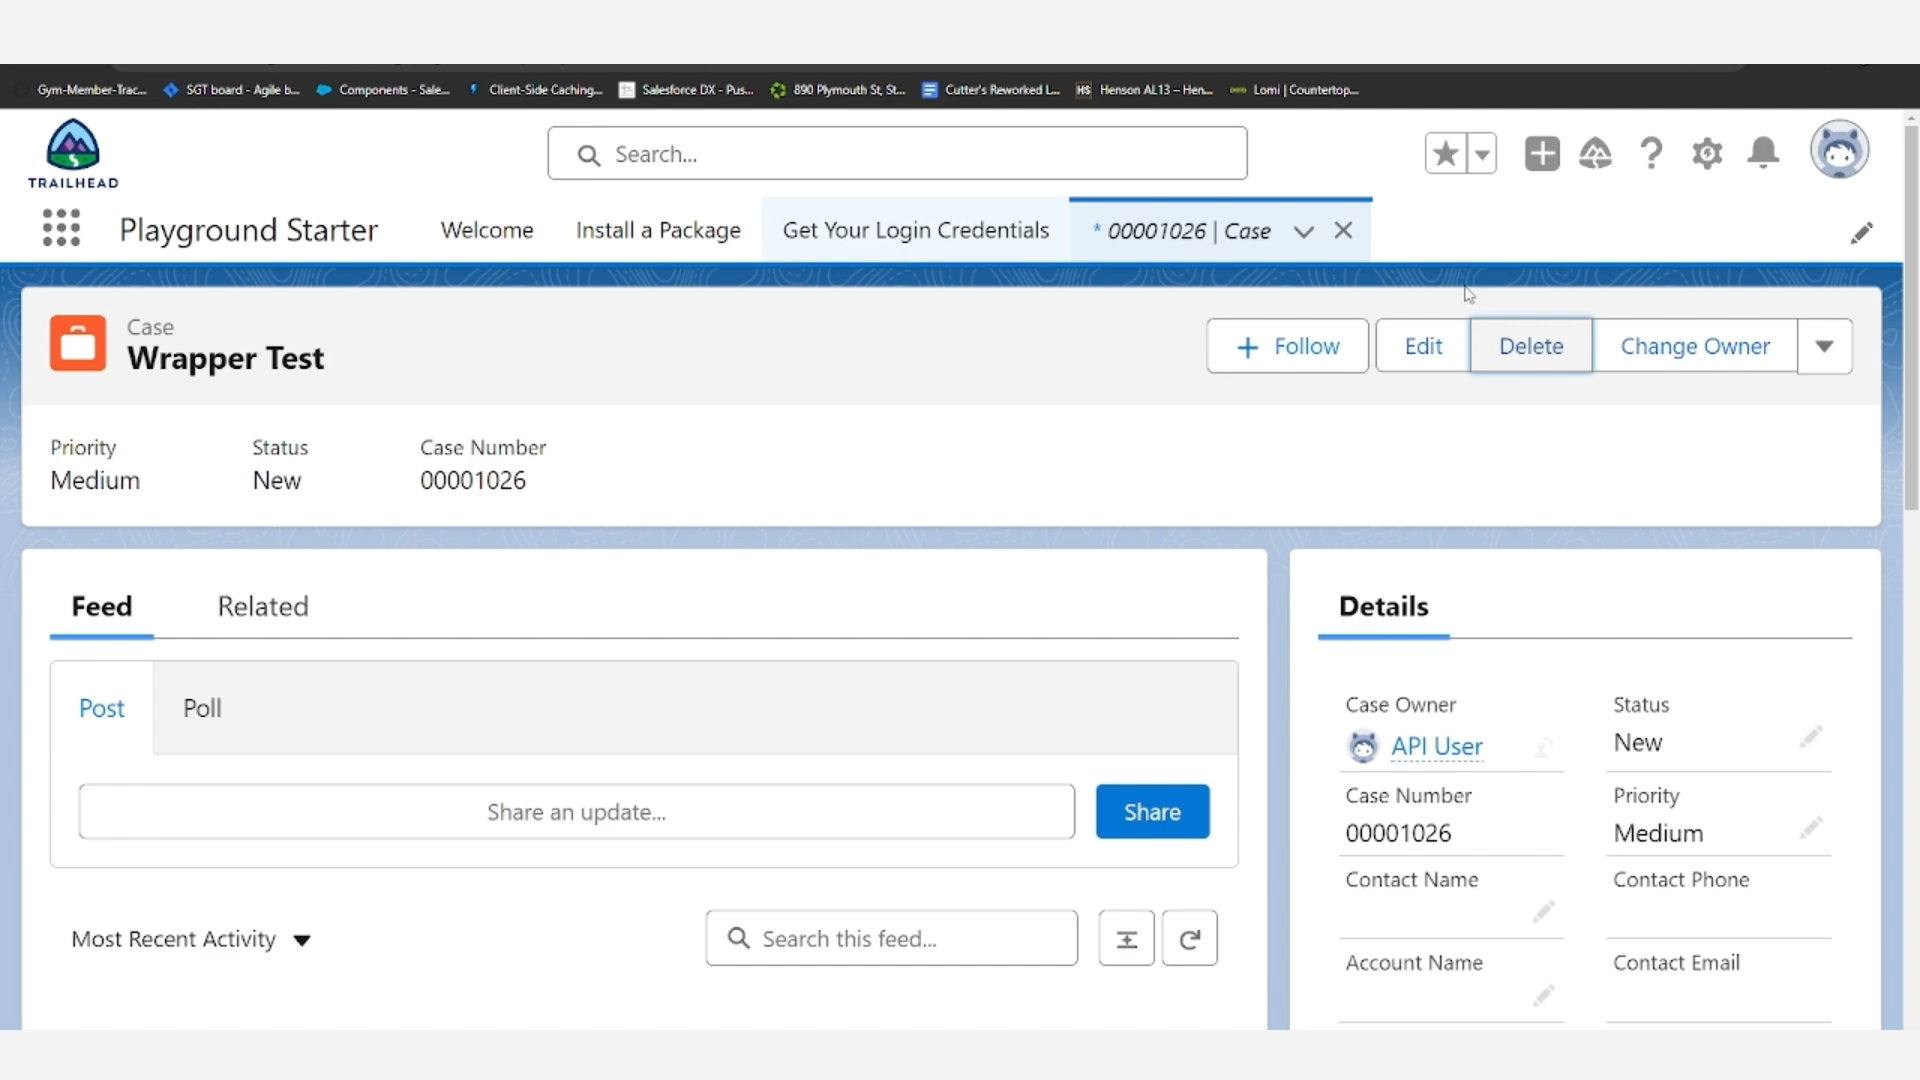 Gym-Member-Trac... SGT board - Agile b... Components - Sale... Client-Side Caching... Salesforce DX - Pus... 890 Plymouth St, St... Cutter's Reworked L... HS Henson AL13 – Hen... Lomi | Countertop...
TRAILHEAD
Search...
Playground Starter Welcome Install a Package Get Your Login Credentials * 00001026 | Case
Case
Wrapper Test
Follow Edit Delete Change Owner
Priority Status Case Number
Medium New 00001026
Feed Related
Post Poll
Share an update... Share
Most Recent Activity Search this feed...
Details
Case Owner Status
API User New
Case Number Priority
00001026 Medium
Contact Name Contact Phone
Account Name Contact Email